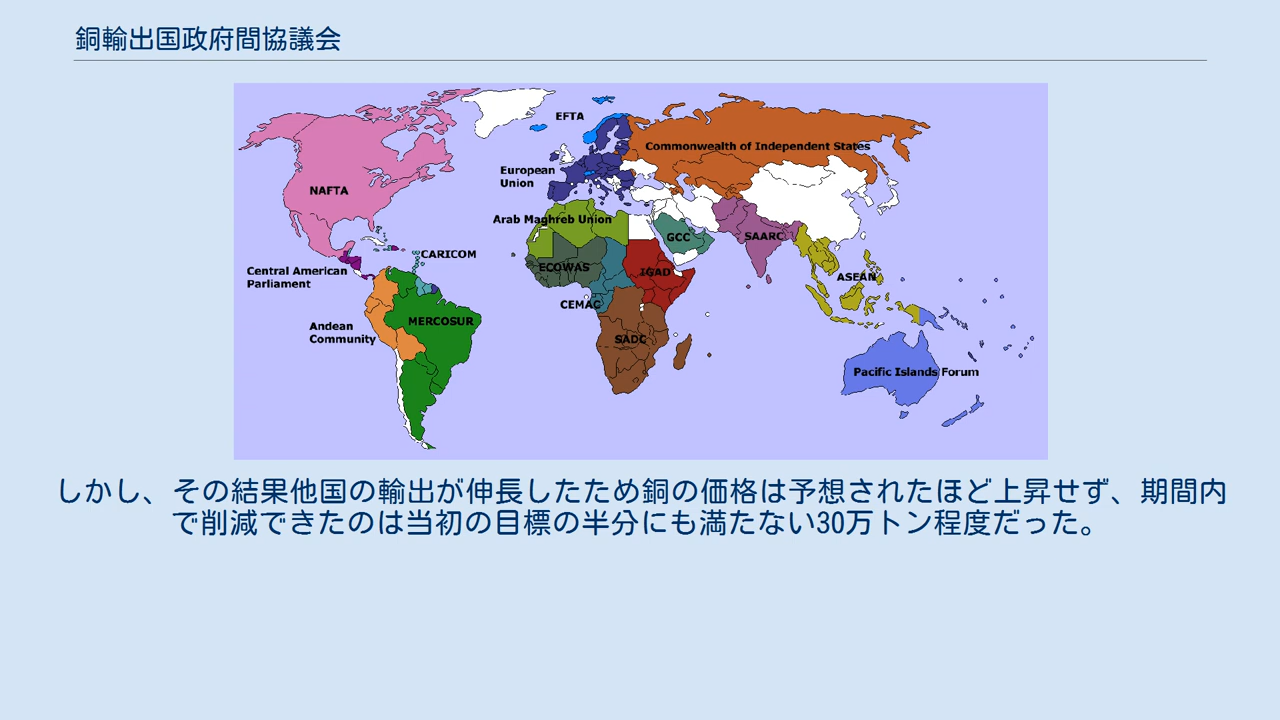 銅輸出国政府間協議会
EFTA
Commonwealth of Independent States
European
Union
NAFTA
Arab Maghreb Union
GCC
SAARC
CARICOM
Central American
Parliament
ECOWAS
IGAD
ASEAN
CEMAC
MERCOSUR
Andean
Community
SADC
Pacific Islands Forum
しかし、その結果他国の輸出が伸長したため銅の価格は予想されたほど上昇せず、期間内
で削減できたのは当初の目標の半分にも満たない30万トン程度だった。